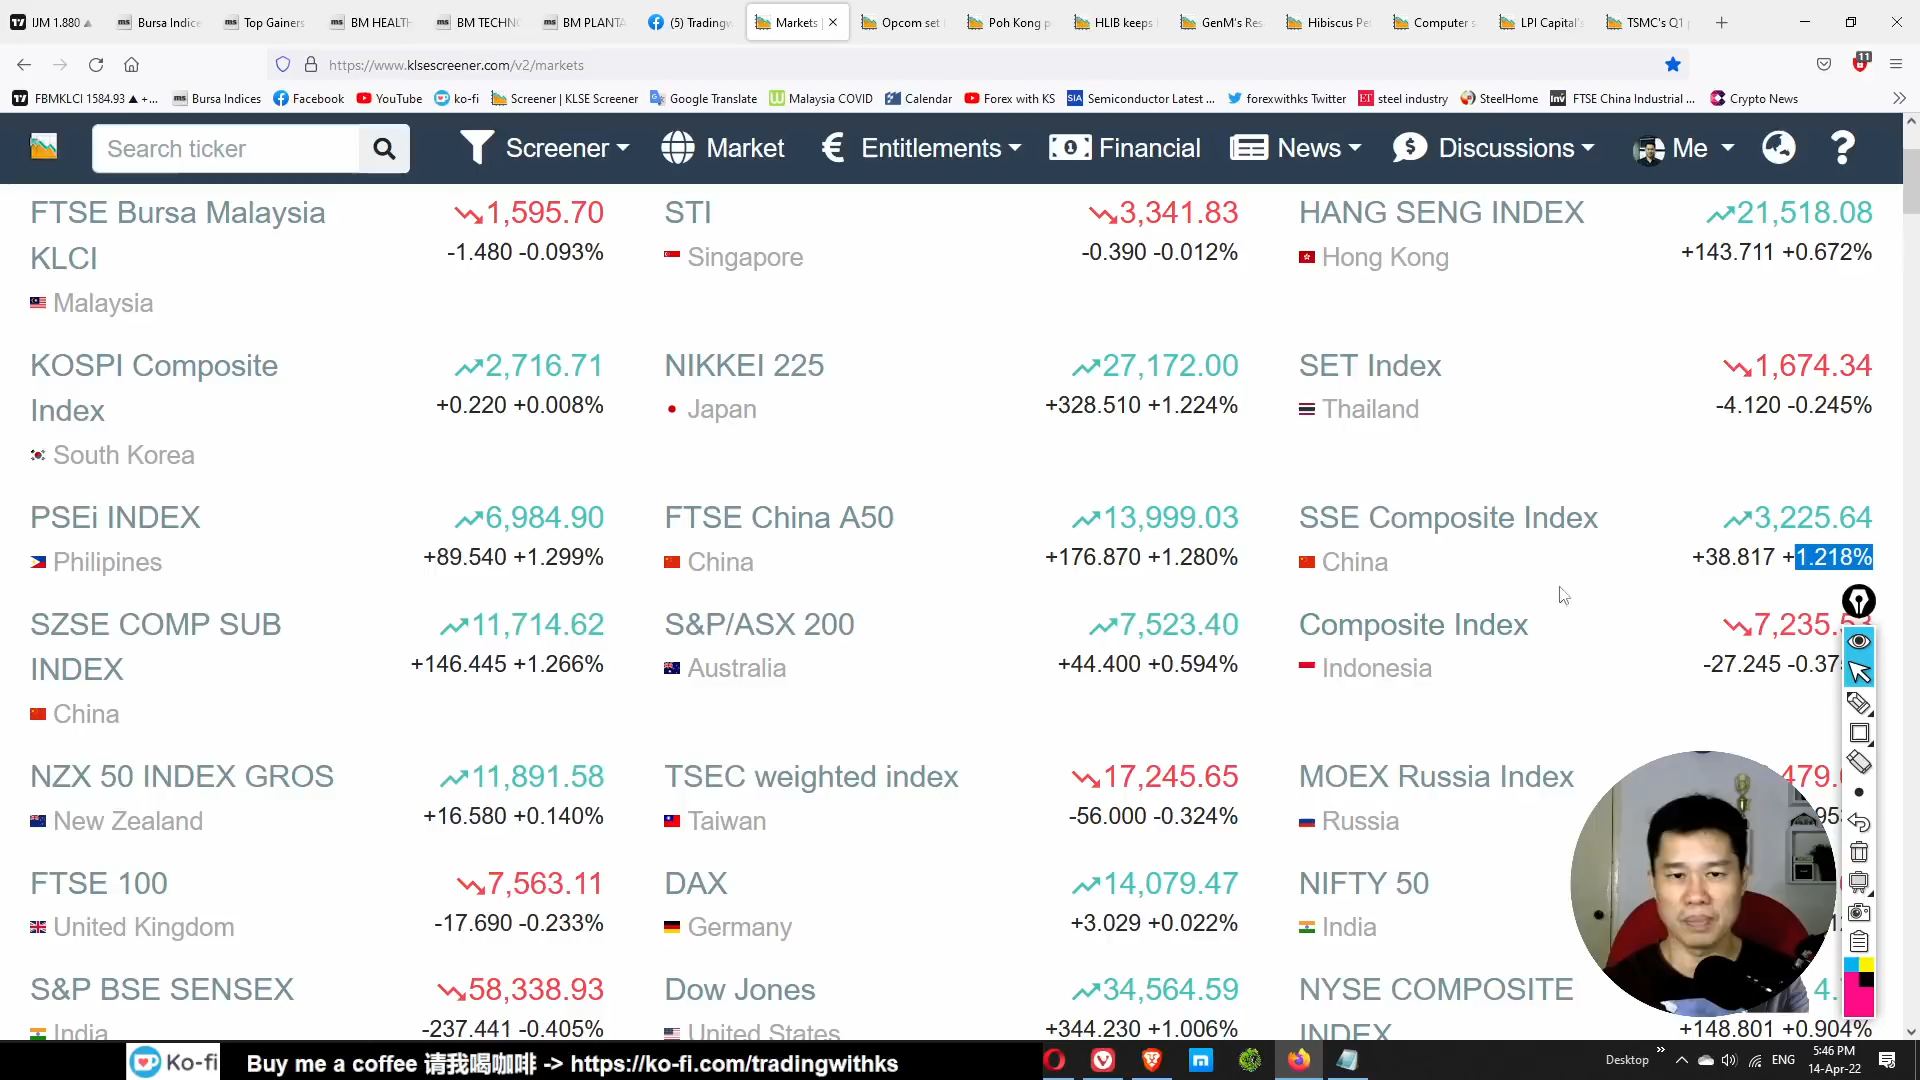 IJM 1.880
Bursa Indice
Top Gainers
BM HEALTH
BM TECHNO
BM PLANTA
(5) Tradingw
Markets |
Opcom set
Poh Kong p
HLIB keeps
GenM's Res
Hibiscus Pe
Computer s
LPI Capital's
TSMC's Q1
https://www.klsescreener.com/v2/markets
11
FBMKLCI 1584.93 ▲ +...
Bursa Indices
Facebook
YouTube
ko-fi
Screener | KLSE Screener
Google Translate
Malaysia COVID
Calendar
Forex with KS
Semiconductor Latest ...
forexwithks Twitter
steel industry
SteelHome
FTSE China Industrial ...
Crypto News
Search ticker
Screener
Market
Entitlements
Financial
News
Discussions
Me
FTSE Bursa Malaysia 1,595.70
KLCI -1.480 -0.093%
Malaysia
STI 3,341.83
Singapore -0.390 -0.012%
HANG SENG INDEX 21,518.08
Hong Kong +143.711 +0.672%
KOSPI Composite 2,716.71
Index +0.220 +0.008%
South Korea
NIKKEI 225 27,172.00
Japan +328.510 +1.224%
SET Index 1,674.34
Thailand -4.120 -0.245%
PSEi INDEX 6,984.90
Philipines +89.540 +1.299%
FTSE China A50 13,999.03
China +176.870 +1.280%
SSE Composite Index 3,225.64
China +38.817 +1.218%
SZSE COMP SUB 11,714.62
INDEX +146.445 +1.266%
China
S&P/ASX 200 7,523.40
Australia +44.400 +0.594%
Composite Index 7,235.
Indonesia -27.245 -0.37
NZX 50 INDEX GROS 11,891.58
New Zealand +16.580 +0.140%
TSEC weighted index 17,245.65
Taiwan -56.000 -0.324%
MOEX Russia Index
Russia
FTSE 100 7,563.11
United Kingdom -17.690 -0.233%
DAX 14,079.47
Germany +3.029 +0.022%
NIFTY 50
India
S&P BSE SENSEX 58,338.93
India -237.441 -0.405%
Dow Jones 34,564.59
United States +344.230 +1.006%
NYSE COMPOSITE
INDEX +148.801 +0.904%
Ko-fi
Buy me a coffee 请我喝咖啡 -> https://ko-fi.com/tradingwithks
Desktop
ENG
5:46 PM
14-Apr-22